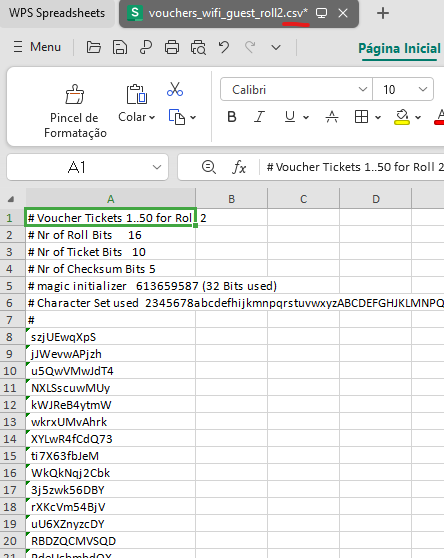 WPS Spreadsheets
S vouchers_wifi_guest_roll2.csv*
Menu
Página Inicial
Pincel de
Formatação
Colar
Calibri
10
B I U A
A1
fx
# Voucher Tickets 1..50 for Roll 2
A B C D
1 # Voucher Tickets 1..50 for Rol 2
2 # Nr of Roll Bits 16
3 # Nr of Ticket Bits 10
4 # Nr of Checksum Bits 5
5 # magic initializer 613659587 (32 Bits used)
6 # Character Set used 2345678abcdefhijkmnpqrstuvwxyzABCDEFGHJKLMNPQ
7 #
8 szjUEwqXpS
9 jJWevwAPjzh
10 u5QwVMwJdT4
11 NXLSscuwMUy
12 kWJReB4ytmW
13 wkrxUMvAhrk
14 XYLwR4fCdQ73
15 ti7X63fbJeM
16 WkQkNqj2Cbk
17 3j5zwk56DBY
18 rXKcVm54BjV
19 uU6XZnyzcDY
20 RBDZQCMVSQD
21